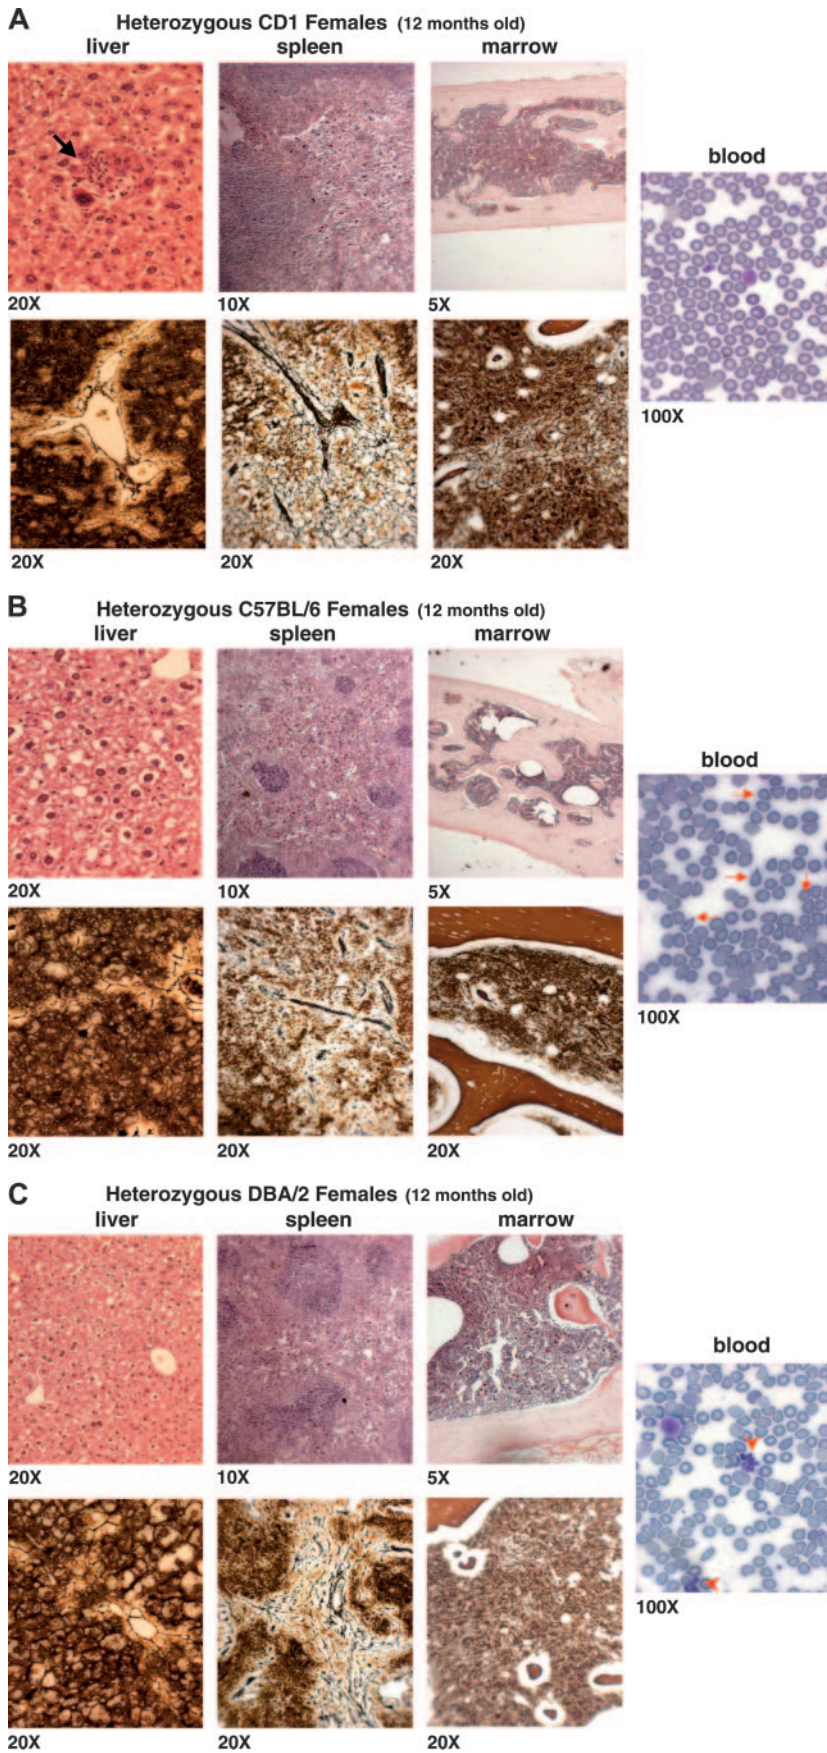 A
Heterozygous CD1 Females (12 months old)
liver spleen marrow
blood
20X 10X 5X
100X
20X 20X 20X
B
Heterozygous C57BL/6 Females (12 months old)
liver spleen marrow
blood
20X 10X 5X
100X
20X 20X 20X
C
Heterozygous DBA/2 Females (12 months old)
liver spleen marrow
blood
20X 10X 5X
100X
20X 20X 20X